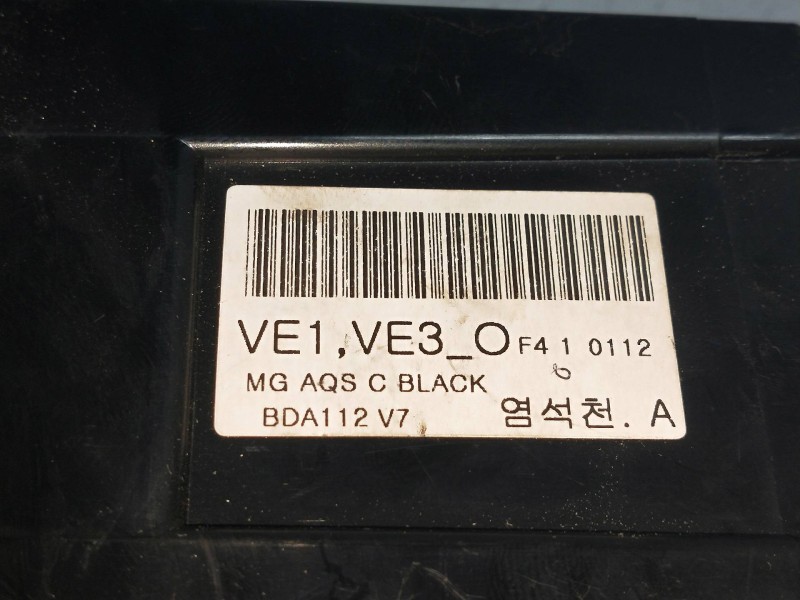 VE1,VE3_O F4 1 0112
MG AQS C BLACK
BDA112 V7 염석천. A